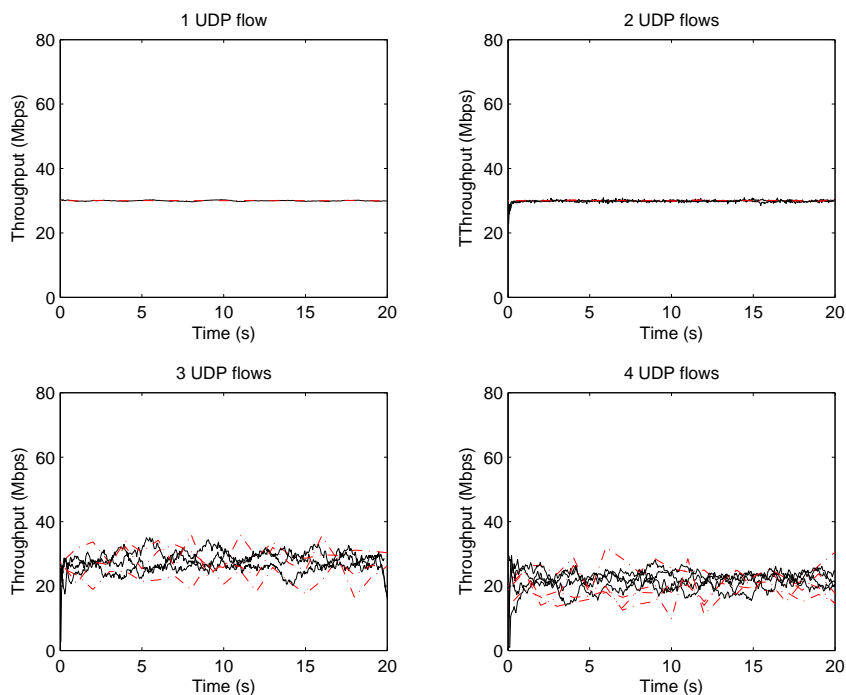 1 UDP flow
80
60
40
20
0
Throughput (Mbps)
0 5 10 15 20
Time (s)
2 UDP flows
80
60
40
20
0
TThroughput (Mbps)
0 5 10 15 20
Time (s)
3 UDP flows
80
60
40
20
0
Throughput (Mbps)
0 5 10 15 20
Time (s)
4 UDP flows
80
60
40
20
0
Throughput (Mbps)
0 5 10 15 20
Time (s)